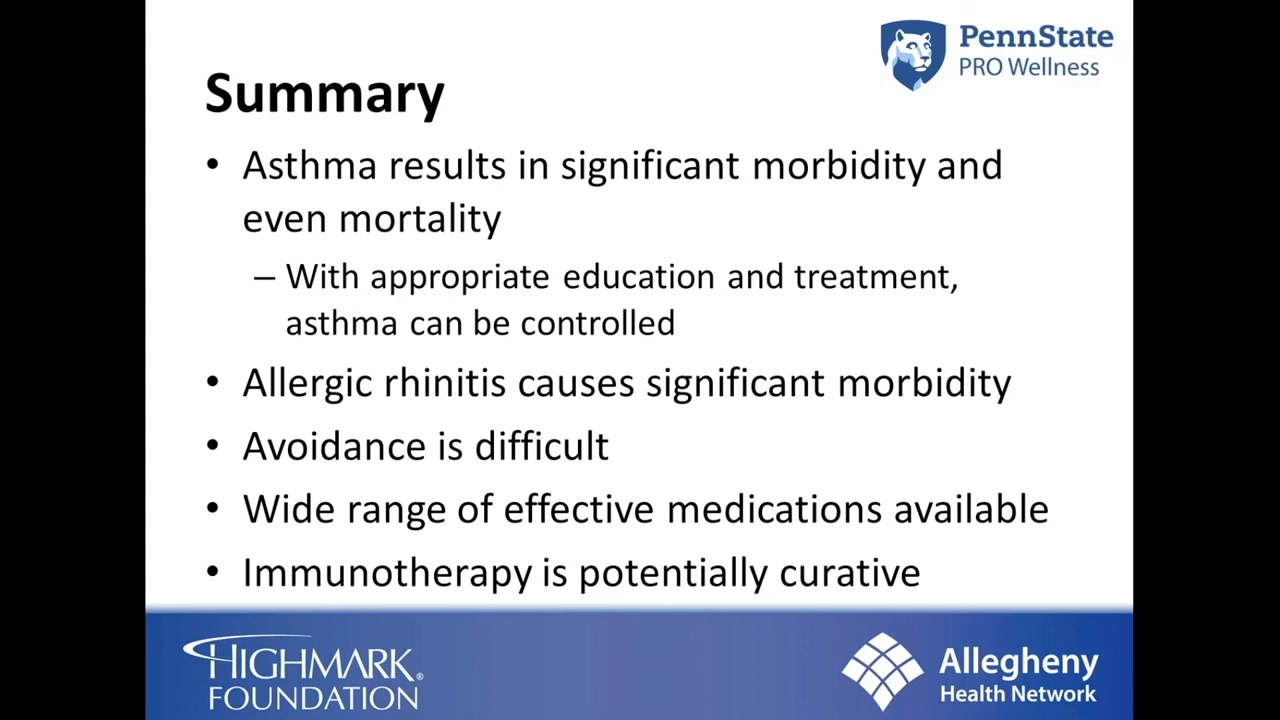 PennState
PRO Wellness
Summary
• Asthma results in significant morbidity and
even mortality
– With appropriate education and treatment,
asthma can be controlled
• Allergic rhinitis causes significant morbidity
• Avoidance is difficult
• Wide range of effective medications available
• Immunotherapy is potentially curative
HIGHMARK®
FOUNDATION
Allegheny
Health Network